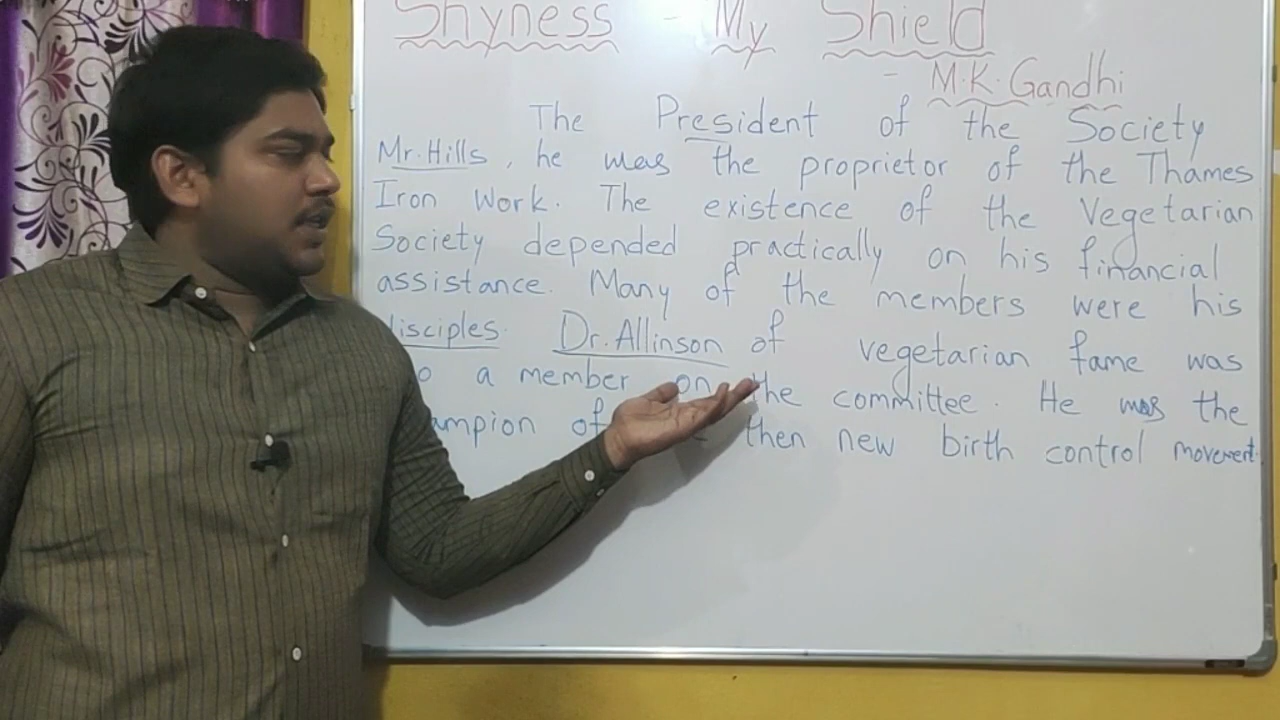 Shyness - My Shield
- M.K. Gandhi
The President of the Society
Mr. Hills, he was the proprietor of the Thames
Iron Work. The existence of the Vegetarian
Society depended practically on his financial
assistance. Many of the members were his
disciples. Dr. Allinson of vegetarian fame was
a member on the committee. He was the
then new birth control movement.